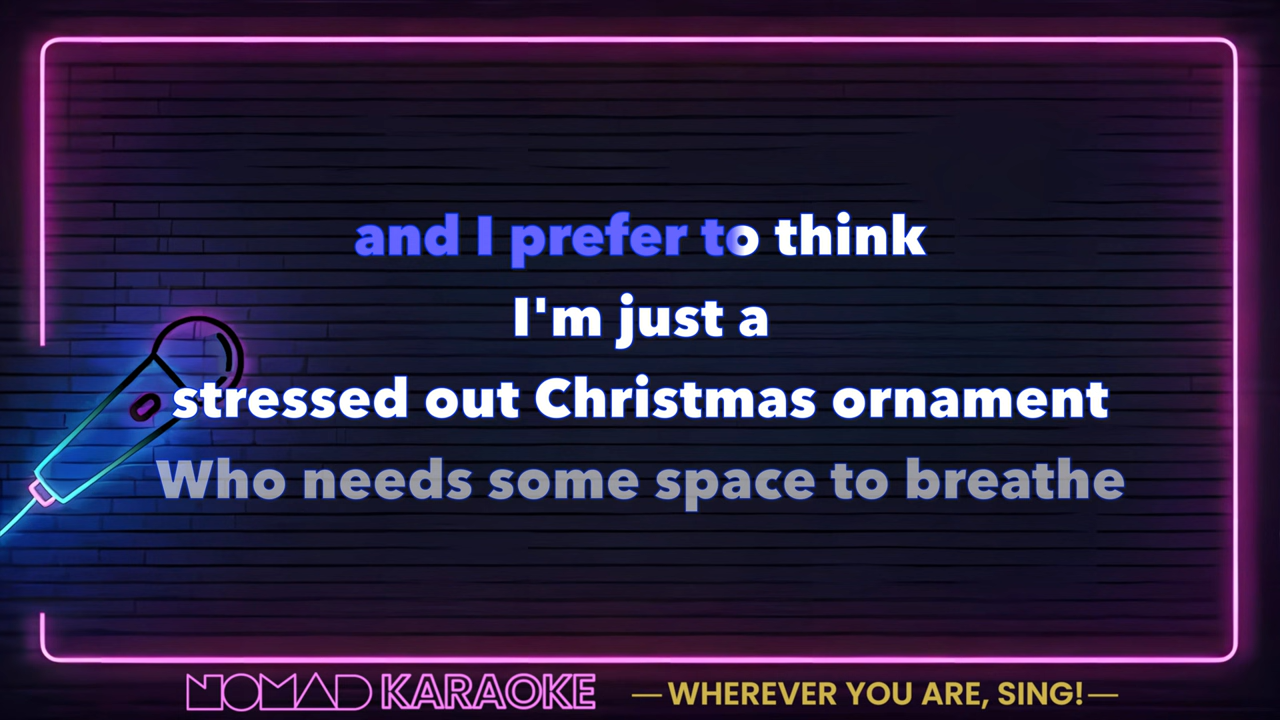 and I prefer to think
I'm just a
stressed out Christmas ornament
Who needs some space to breathe
NOMAD KARAOKE — WHEREVER YOU ARE, SING! —